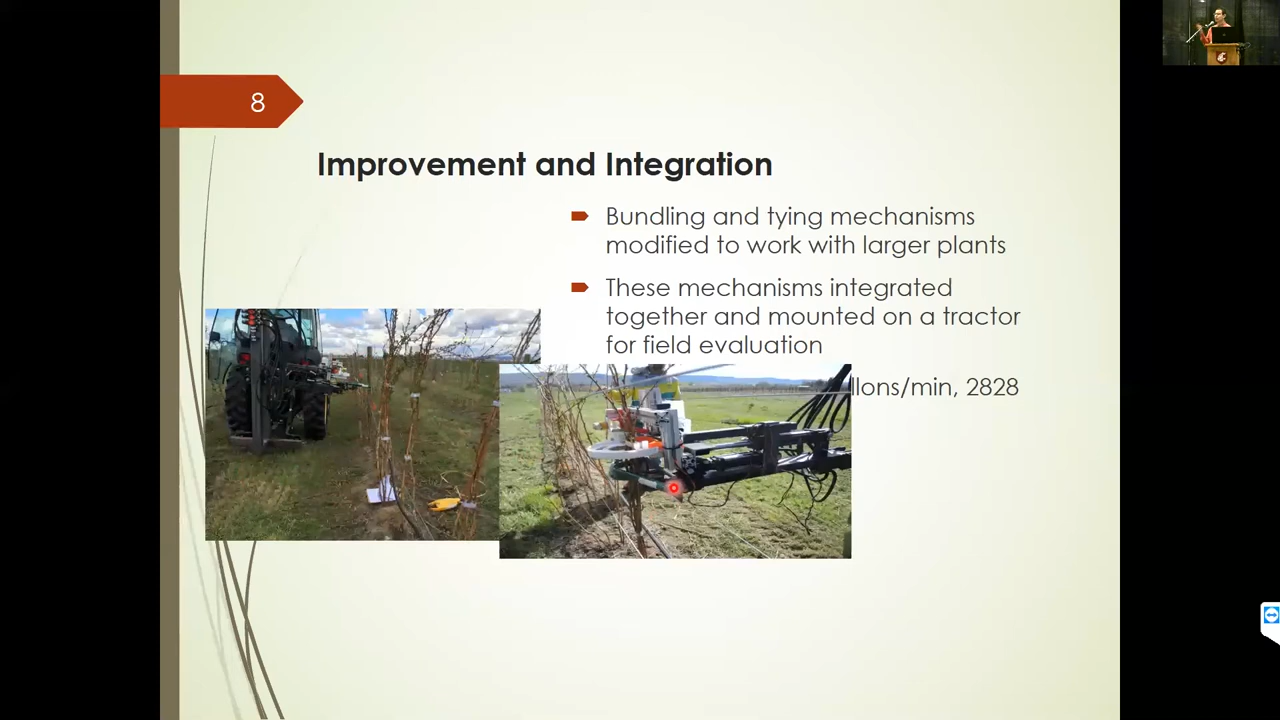 8
Improvement and Integration
Bundling and tying mechanisms
modified to work with larger plants
These mechanisms integrated
together and mounted on a tractor
for field evaluation
llons/min, 2828